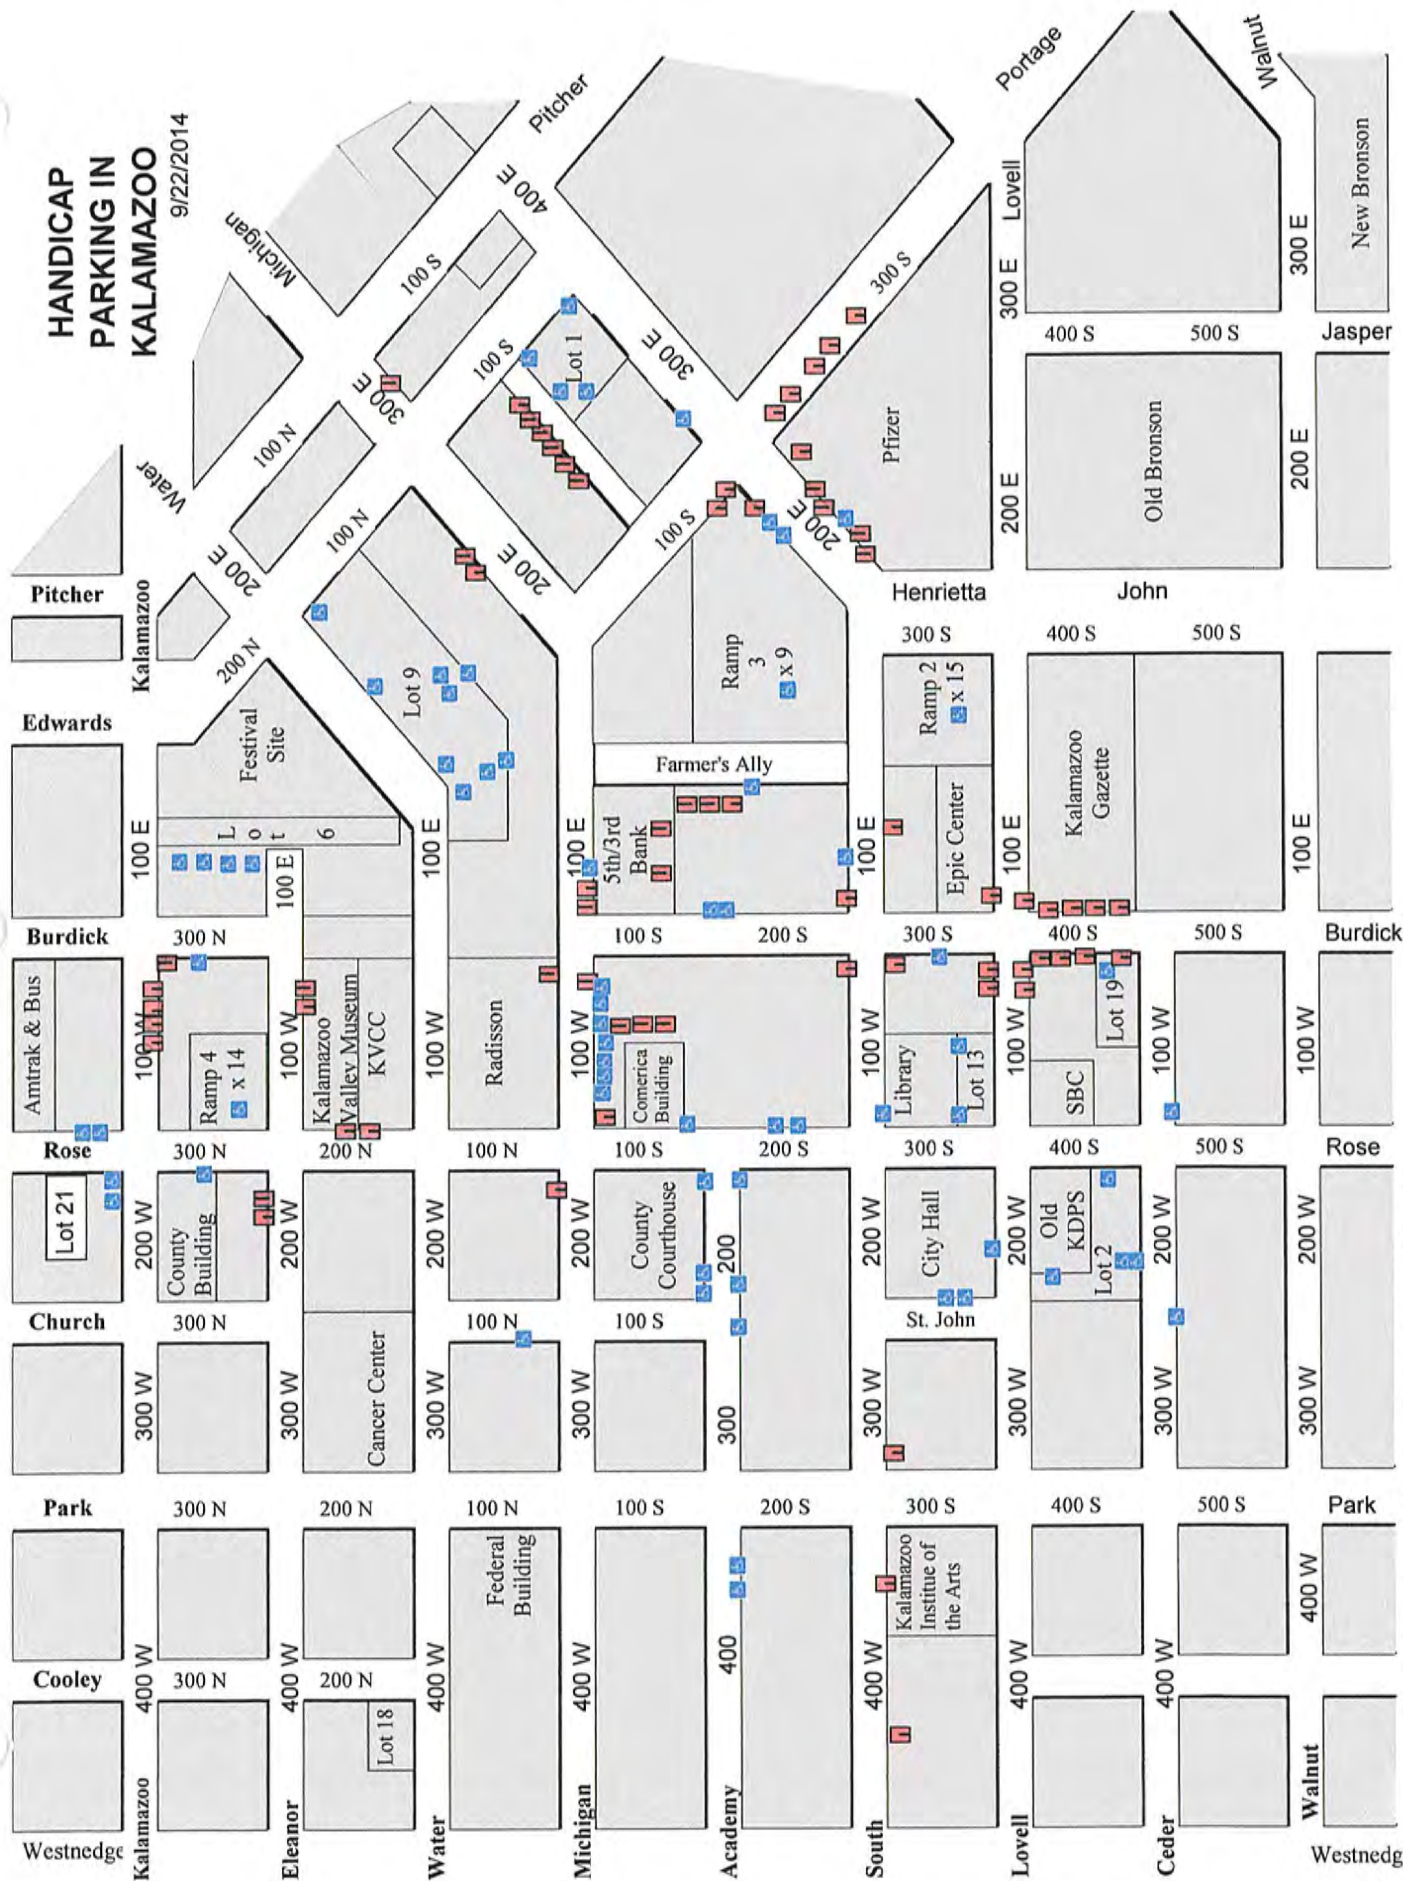 HANDICAP
PARKING IN
KALAMAZOO
9/22/2014
Portage
Walnut
Pitcher
400 E
Michigan
100 S
Lovell
300 E
300 S
300 E
New Bronson
400 S
500 S
Jasper
100 S
Lot 1
300 E
300 E
100 N
Water
Pfizer
Old Bronson
200 E
200 E
100 N
100 S
200 E
200 E
200 E
Pitcher
Kalamazoo
Henrietta
John
200 N
300 S
400 S
500 S
Lot 9
Ramp
3
x 9
Ramp 2
x 15
Edwards
Festival
Site
Farmer's Ally
Kalamazoo
Gazette
Lot 6
100 E
100 E
100 E
100 E
5th/3rd
Bank
100 E
Epic Center
100 E
100 E
Burdick
300 N
100 S
200 S
300 S
400 S
500 S
Burdick
Amtrak & Bus
100W
Ramp 4
x 14
100 W
Kalamazoo
Valley Museum
KVCC
100 W
Radisson
100 W
Comerica
Building
100 W
Library
Lot 13
100 W
SBC
Lot 19
100 W
100 W
Rose
300 N
200 N
100 N
100 S
200 S
300 S
400 S
500 S
Rose
Lot 21
200 W
County
Building
200 W
200 W
200 W
County
Courthouse
200
200 W
City Hall
200 W
Old
KDPS
Lot 2
200 W
200 W
Church
300 N
100 N
100 S
St. John
300 W
300 W
Cancer Center
300 W
300 W
300
300 W
300 W
300 W
300 W
Park
300 N
200 N
100 N
100 S
200 S
300 S
400 S
500 S
Park
Federal
Building
Kalamazoo
Institue of
the Arts
400 W
Cooley
400 W
300 N
400 W
200 N
400 W
400 W
400
400 W
400 W
400 W
Lot 18
Westnedge
Kalamazoo
Eleanor
Water
Michigan
Academy
South
Lovell
Ceder
Walnut
Westnedg